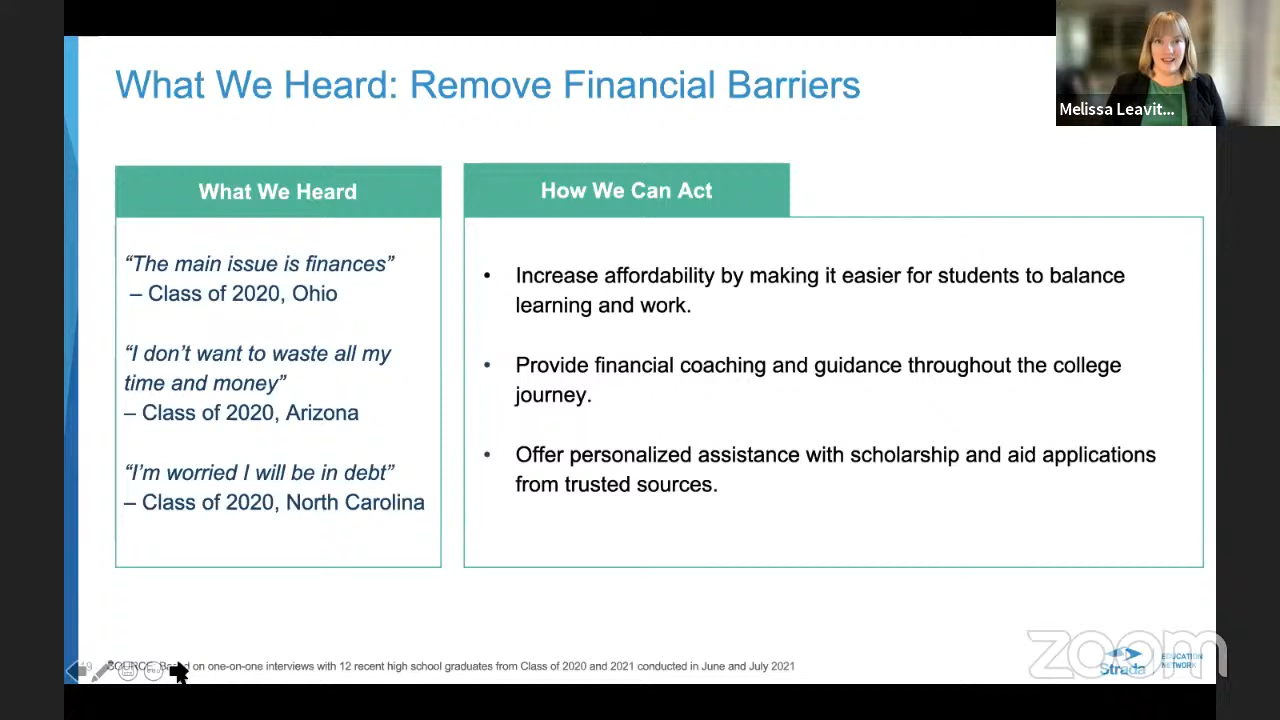 What We Heard: Remove Financial Barriers
Melissa Leavit...
What We Heard
How We Can Act
“The main issue is finances”
– Class of 2020, Ohio
“I don’t want to waste all my
time and money”
– Class of 2020, Arizona
“I’m worried I will be in debt”
– Class of 2020, North Carolina
• Increase affordability by making it easier for students to balance
learning and work.
• Provide financial coaching and guidance throughout the college
journey.
• Offer personalized assistance with scholarship and aid applications
from trusted sources.
SOURCE: Based on one-on-one interviews with 12 recent high school graduates from Class of 2020 and 2021 conducted in June and July 2021
zoom
Strada
EDUCATION
NETWORK